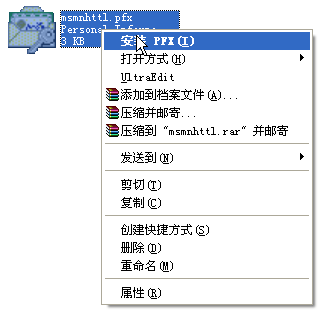 msmnhttl.pfx
Personal Inform
3 KB
安装 PFX(I)
打开方式(H)
UltraEdit
添加到档案文件(A)...
压缩并邮寄...
压缩到 "msmnhttl.rar" 并邮寄
发送到(N)
剪切(T)
复制(C)
创建快捷方式(S)
删除(D)
重命名(M)
属性(R)